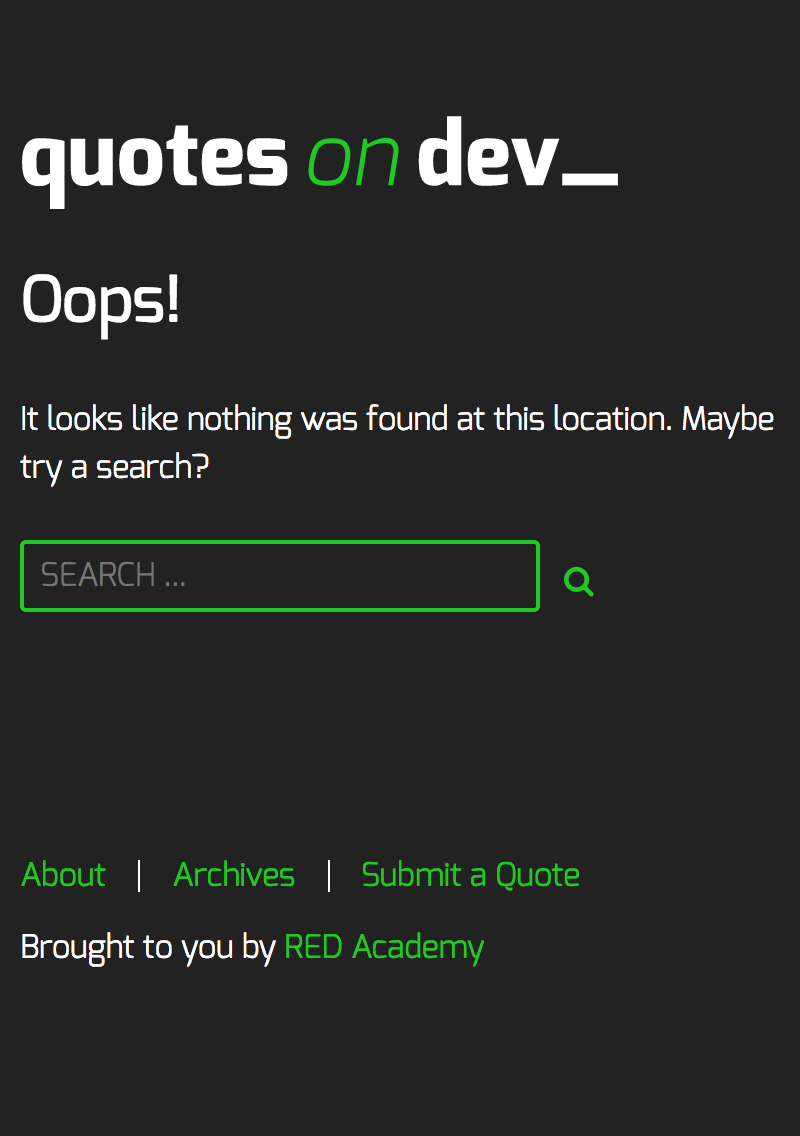 quotes on dev_
Oops!
It looks like nothing was found at this location. Maybe
try a search?
SEARCH ...
About | Archives | Submit a Quote
Brought to you by RED Academy